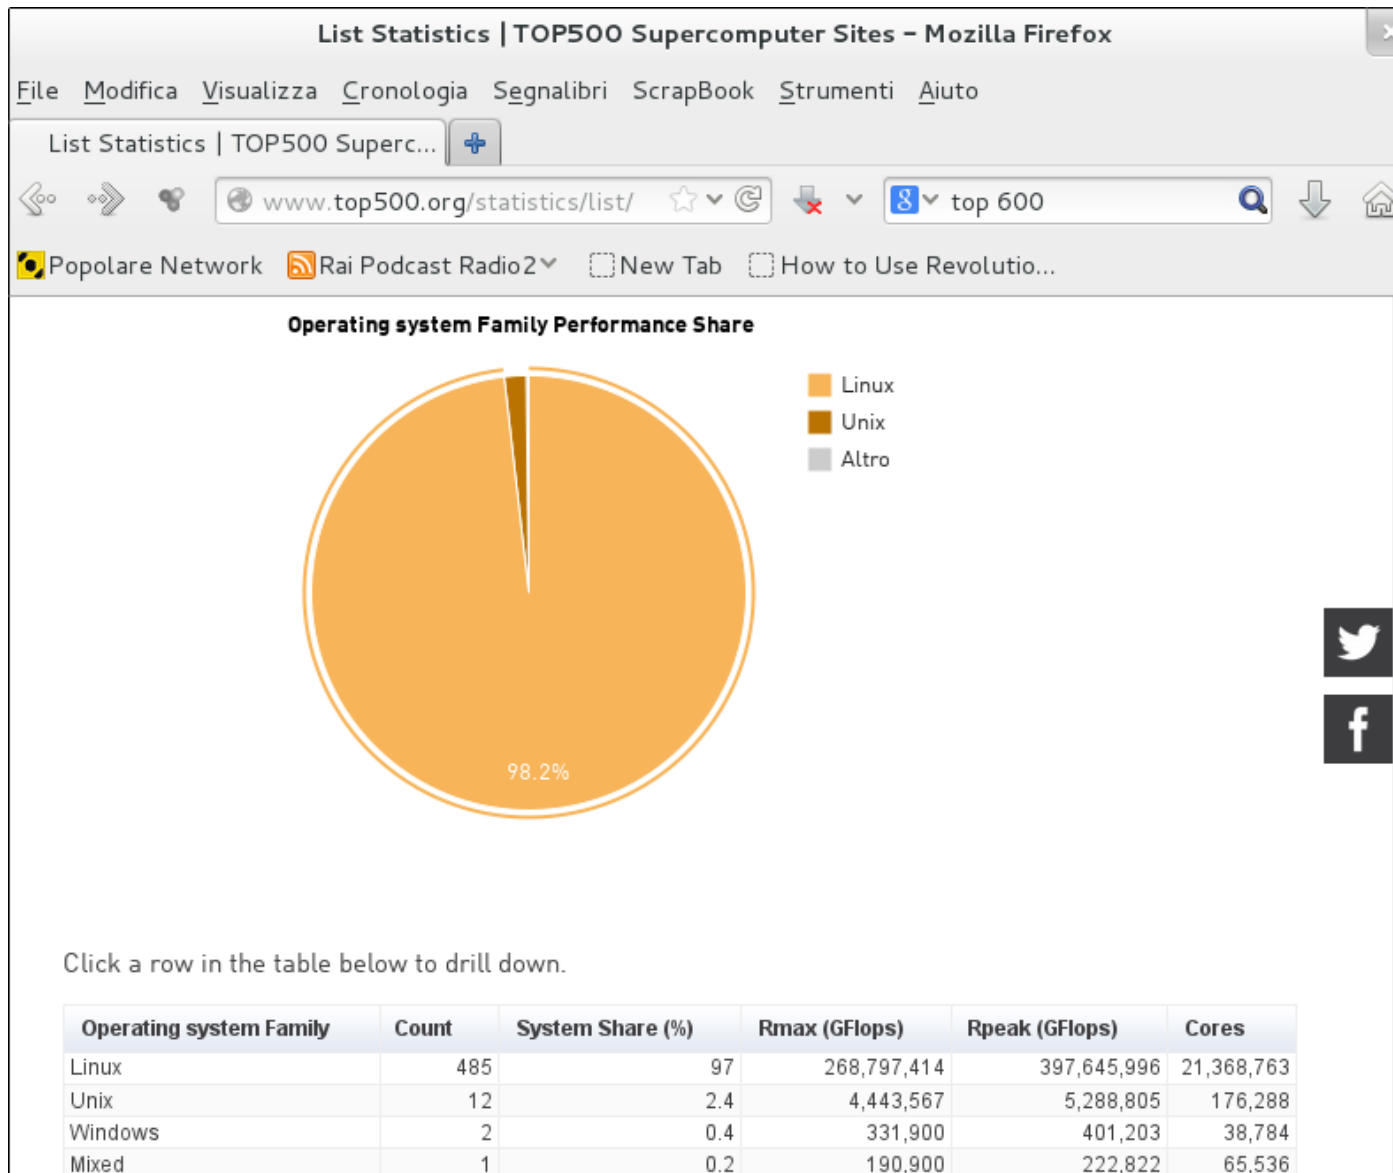 List Statistics | TOP500 Supercomputer Sites – Mozilla Firefox
File Modifica Visualizza Cronologia Segnalibri ScrapBook Strumenti Aiuto
List Statistics | TOP500 Superc...
www.top500.org/statistics/list/ 8 top 600
Popolare Network Rai Podcast Radio2 New Tab How to Use Revolutio...
Operating system Family Performance Share
Linux
Unix
Altro
98.2%
Click a row in the table below to drill down.
Operating system Family Count System Share (%) Rmax (GFlops) Rpeak (GFlops) Cores
Linux 485 97 268,797,414 397,645,996 21,368,763
Unix 12 2.4 4,443,567 5,288,805 176,288
Windows 2 0.4 331,900 401,203 38,784
Mixed 1 0.2 190,900 222,822 65,536